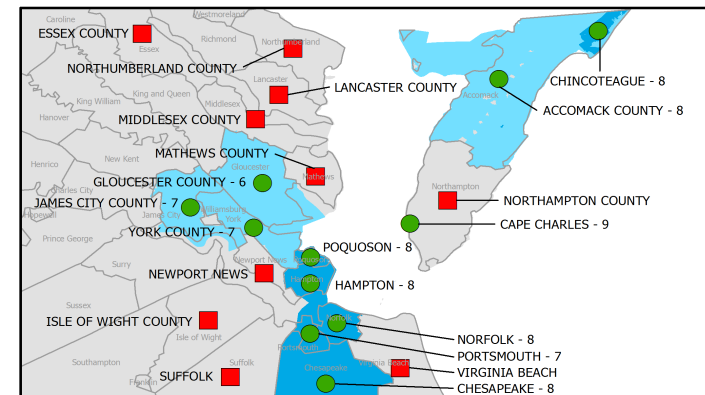 Caroline
Westmoreland
ESSEX COUNTY
Essex
Richmond
Northumberland
CHINCOTEAGUE - 8
NORTHUMBERLAND COUNTY
Lancaster
LANCASTER COUNTY
King and Queen
King William
Middlesex
Accomack
ACCOMACK COUNTY - 8
Hanover
MIDDLESEX COUNTY
MATHEWS COUNTY
New Kent
Henrico
Gloucester
Mathews
GLOUCESTER COUNTY - 6
Charles City
Northampton
NORTHAMPTON COUNTY
JAMES CITY COUNTY - 7
Hopewell
James City
Williamsburg
York
CAPE CHARLES - 9
YORK COUNTY - 7
Prince George
POQUOSON - 8
Surry
Newport News
Poquoson
NEWPORT NEWS
Hampton
HAMPTON - 8
Sussex
ISLE OF WIGHT COUNTY
Norfolk
Isle of Wight
NORFOLK - 8
Portsmouth
PORTSMOUTH - 7
Southampton
Suffolk
Virginia Beach
VIRGINIA BEACH
Chesapeake
SUFFOLK
Franklin
CHESAPEAKE - 8